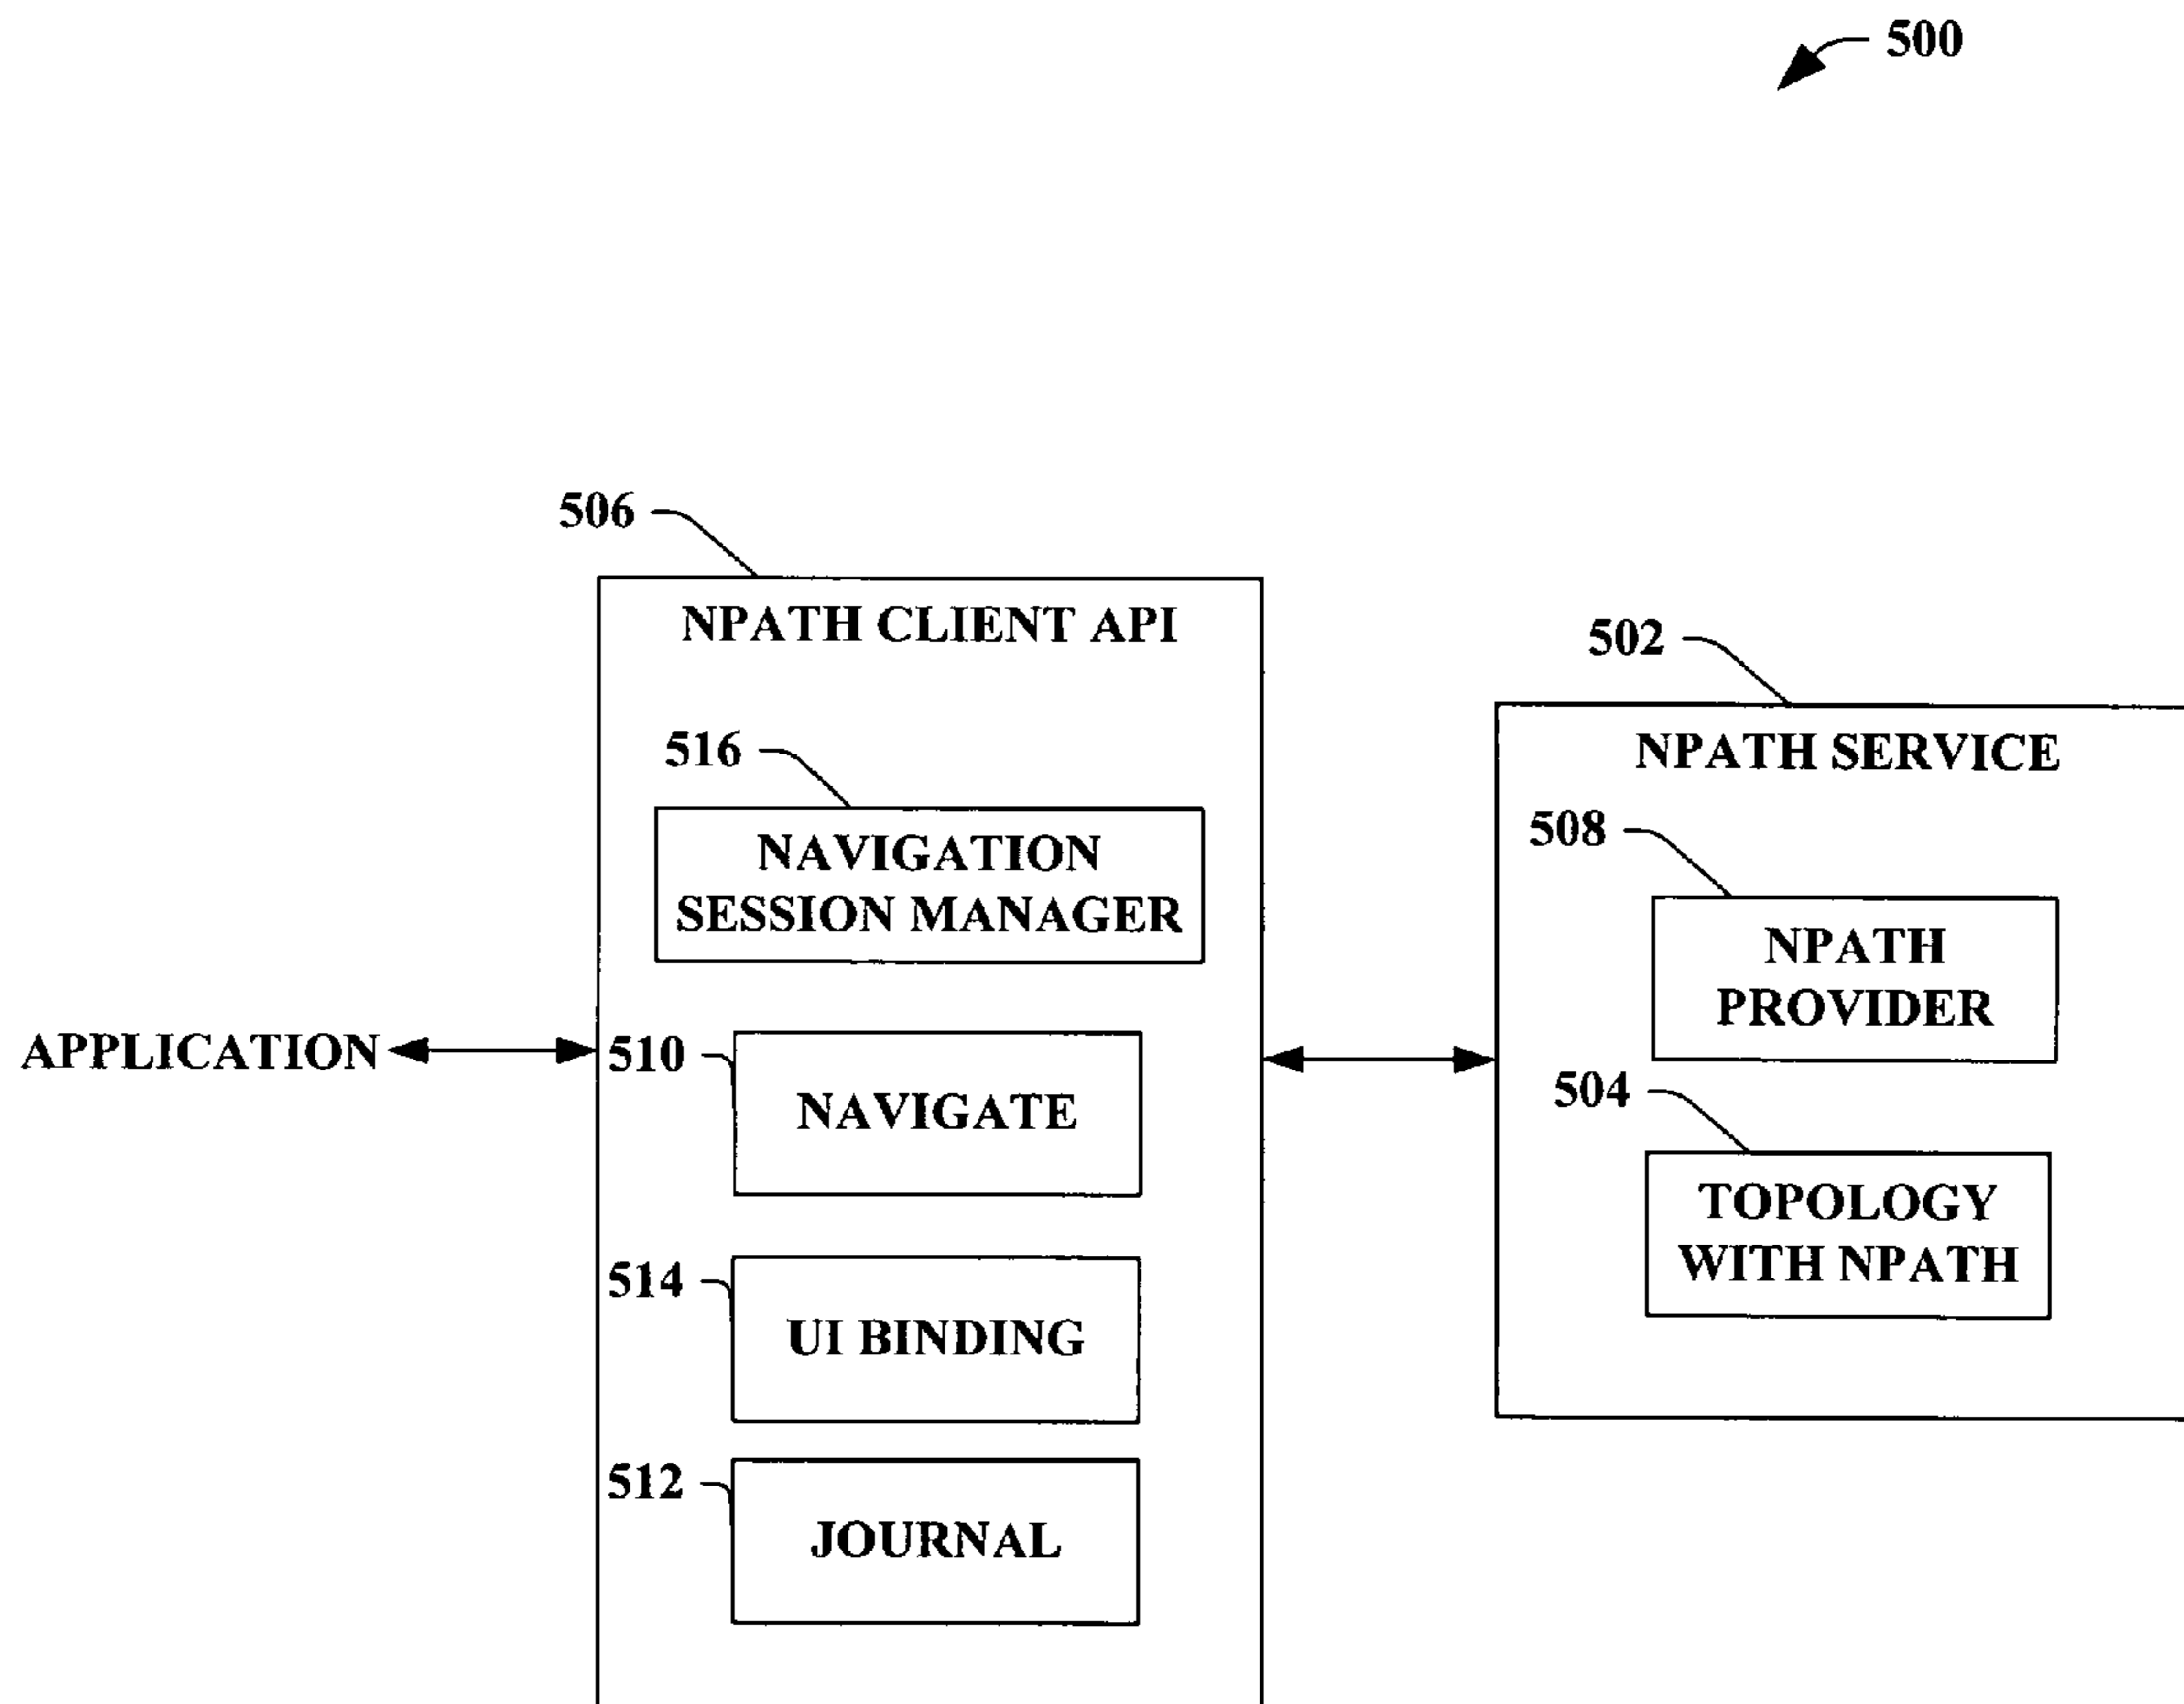 500
506
NPATH CLIENT API
516
NAVIGATION
SESSION MANAGER
APPLICATION
510
NAVIGATE
514
UI BINDING
512
JOURNAL
502
NPATH SERVICE
508
NPATH
PROVIDER
504
TOPOLOGY
WITH NPATH